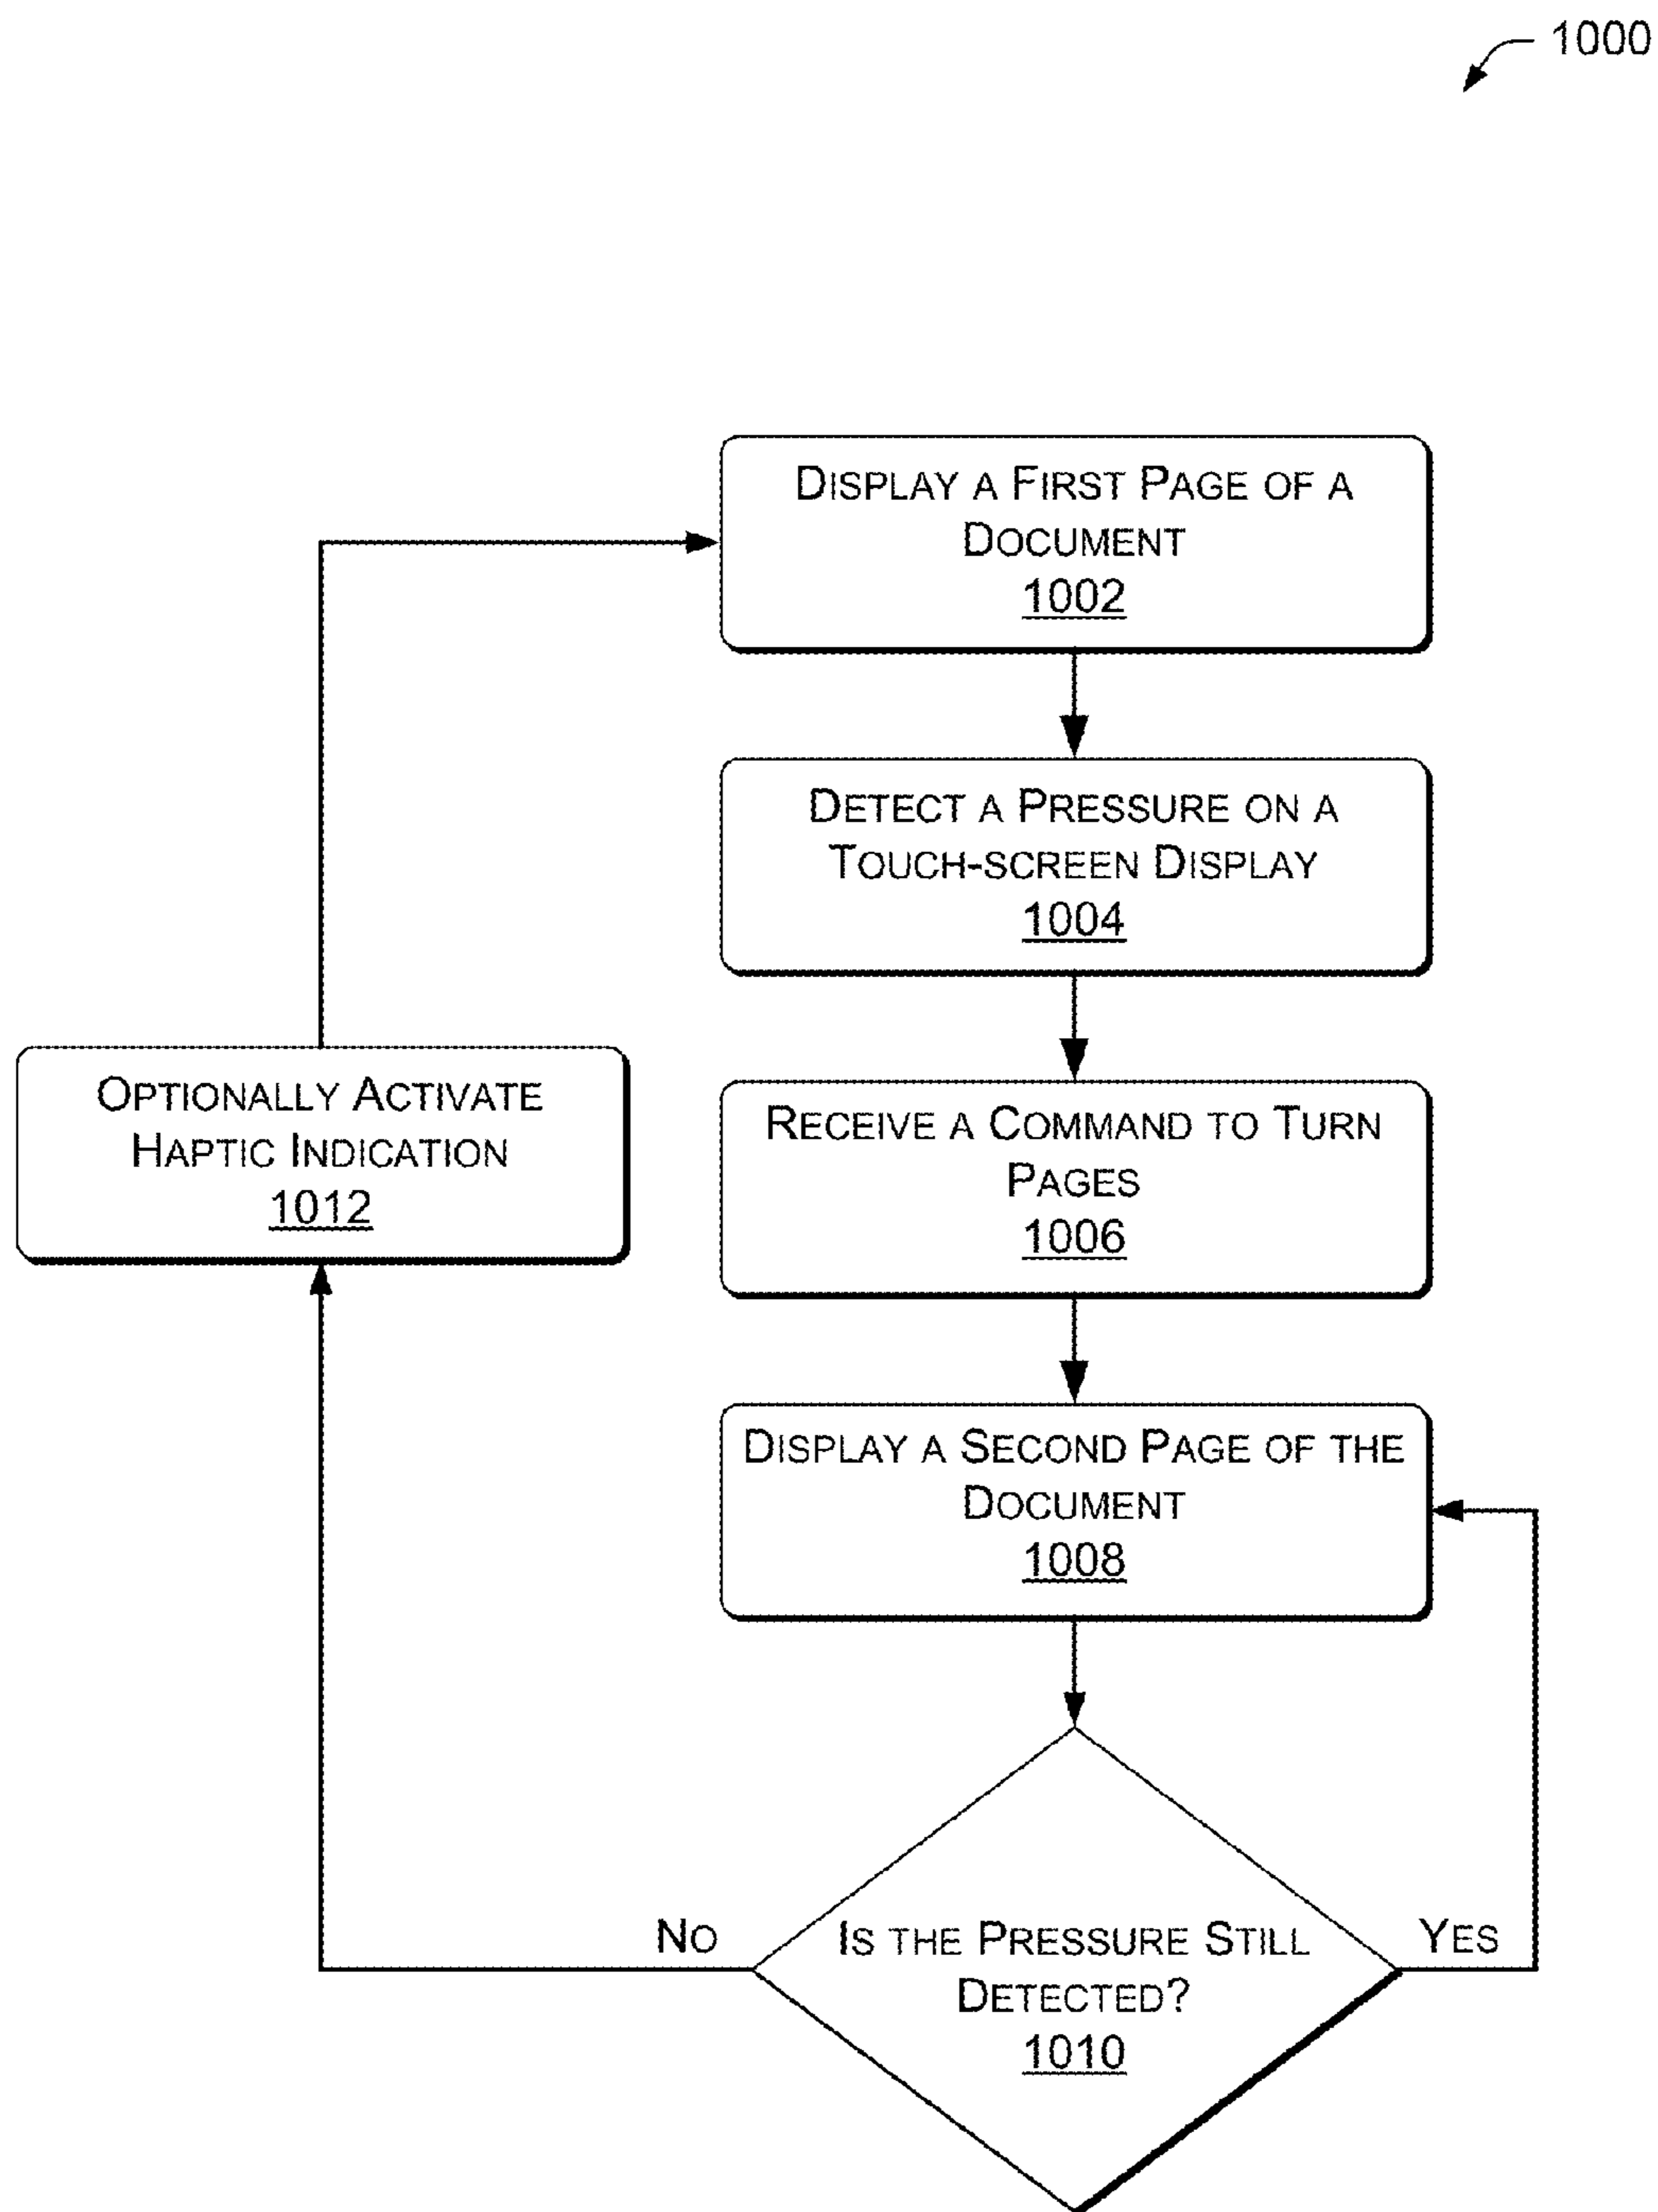 1000
DISPLAY A FIRST PAGE OF A
DOCUMENT
1002
DETECT A PRESSURE ON A
TOUCH-SCREEN DISPLAY
1004
OPTIONALLY ACTIVATE
HAPTIC INDICATION
1012
RECEIVE A COMMAND TO TURN
PAGES
1006
DISPLAY A SECOND PAGE OF THE
DOCUMENT
1008
NO
IS THE PRESSURE STILL
DETECTED?
1010
YES